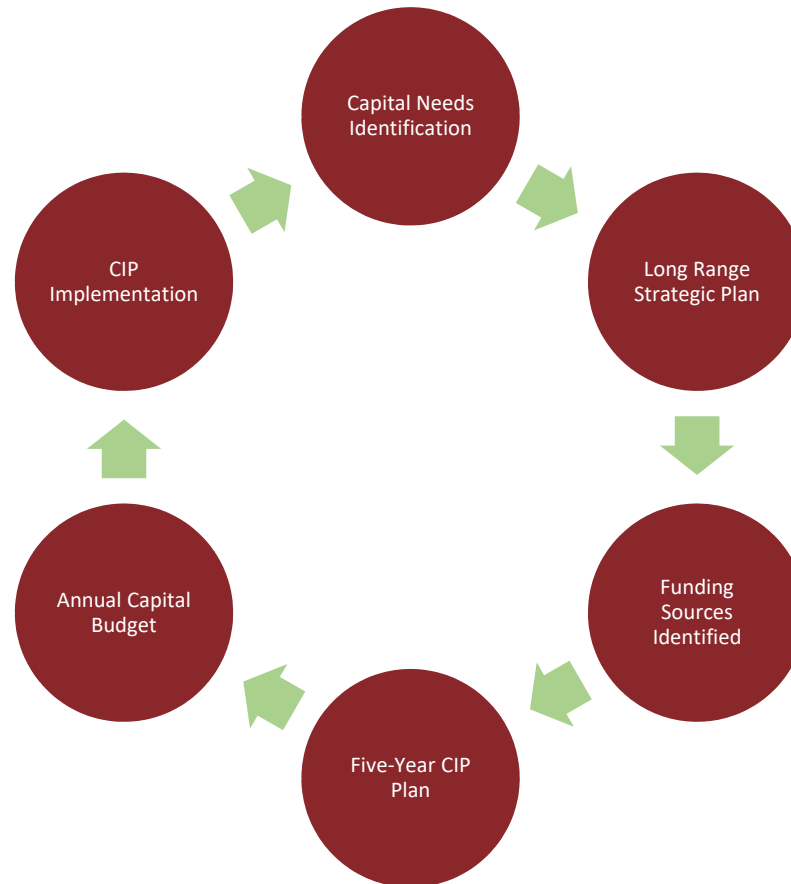 Capital Needs
Identification
Long Range
Strategic Plan
Funding
Sources
Identified
Five-Year CIP
Plan
Annual Capital
Budget
CIP
Implementation